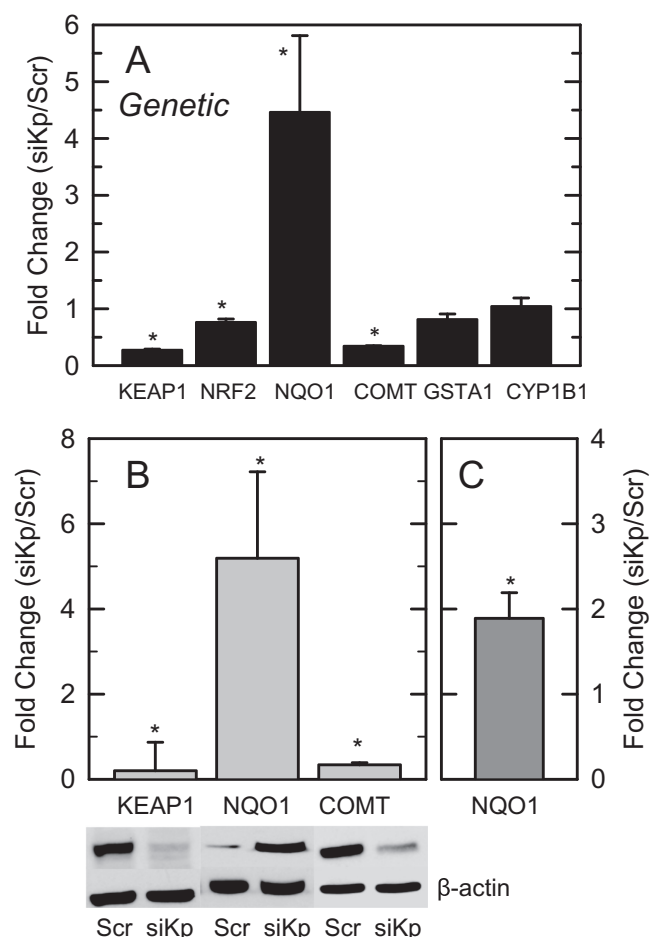 A
Genetic
Fold Change (siKp/Scr)
6
5
4
3
2
1
0
* * * *
KEAP1 NRF2 NQO1 COMT GSTA1 CYP1B1
B
Fold Change (siKp/Scr)
8
6
4
2
0
* * *
KEAP1 NQO1 COMT
C
*
4
3
2
1
0
Fold Change (siKp/Scr)
NQO1
β-actin
Scr siKp Scr siKp Scr siKp